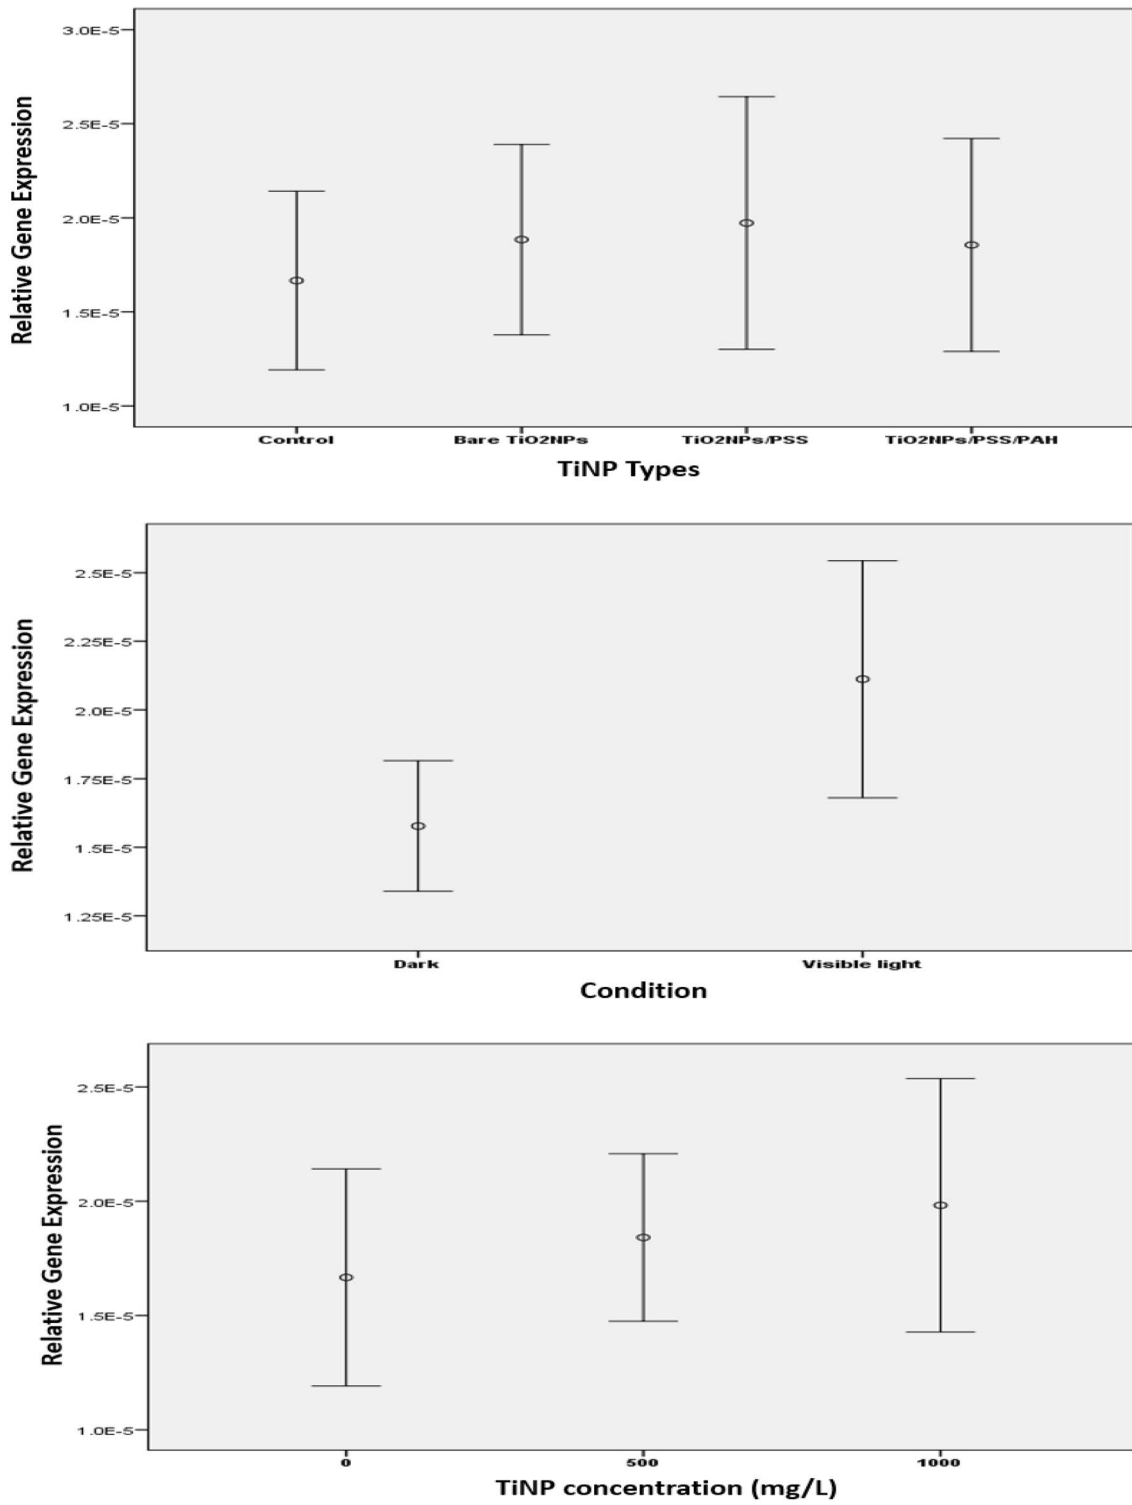 Relative Gene Expression
3.0E-5
2.5E-5
2.0E-5
1.5E-5
1.0E-5
Control Bare TiO2NPs TiO2NPs/PSS TiO2NPs/PSS/PAH
TiNP Types
Relative Gene Expression
2.5E-5
2.25E-5
2.0E-5
1.75E-5
1.5E-5
1.25E-5
Dark Visible light
Condition
Relative Gene Expression
2.5E-5
2.0E-5
1.5E-5
1.0E-5
0 500 1000
TiNP concentration (mg/L)